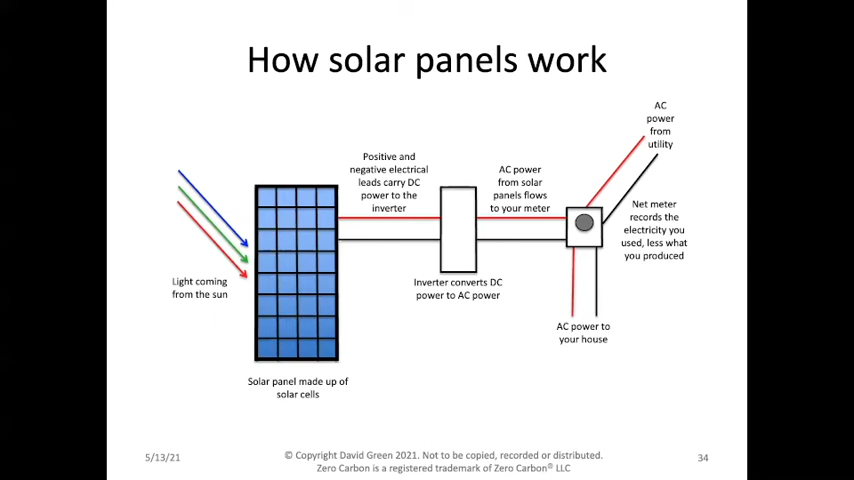 How solar panels work
AC
power
from
utility
Positive and
negative electrical
leads carry DC
power to the
inverter
AC power
from solar
panels flows
to your meter
Net meter
records the
electricity you
used, less what
you produced
Light coming
from the sun
Inverter converts DC
power to AC power
AC power to
your house
Solar panel made up of
solar cells
5/13/21
© Copyright David Green 2021. Not to be copied, recorded or distributed.
Zero Carbon is a registered trademark of Zero Carbon® LLC
34